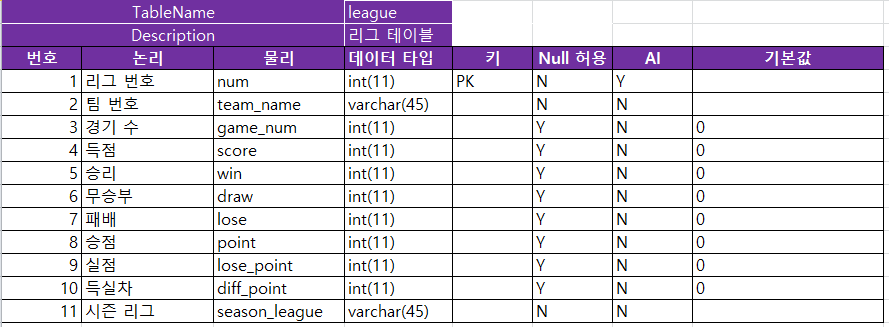 TableName league
Description 리그 테이블
번호 논리 물리 데이터 타입 키 Null 허용 AI 기본값
1 리그 번호 num int(11) PK N Y
2 팀 번호 team_name varchar(45) N N
3 경기 수 game_num int(11) Y N 0
4 득점 score int(11) Y N 0
5 승리 win int(11) Y N 0
6 무승부 draw int(11) Y N 0
7 패배 lose int(11) Y N 0
8 승점 point int(11) Y N 0
9 실점 lose_point int(11) Y N 0
10 득실차 diff_point int(11) Y N 0
11 시즌 리그 season_league varchar(45) N N